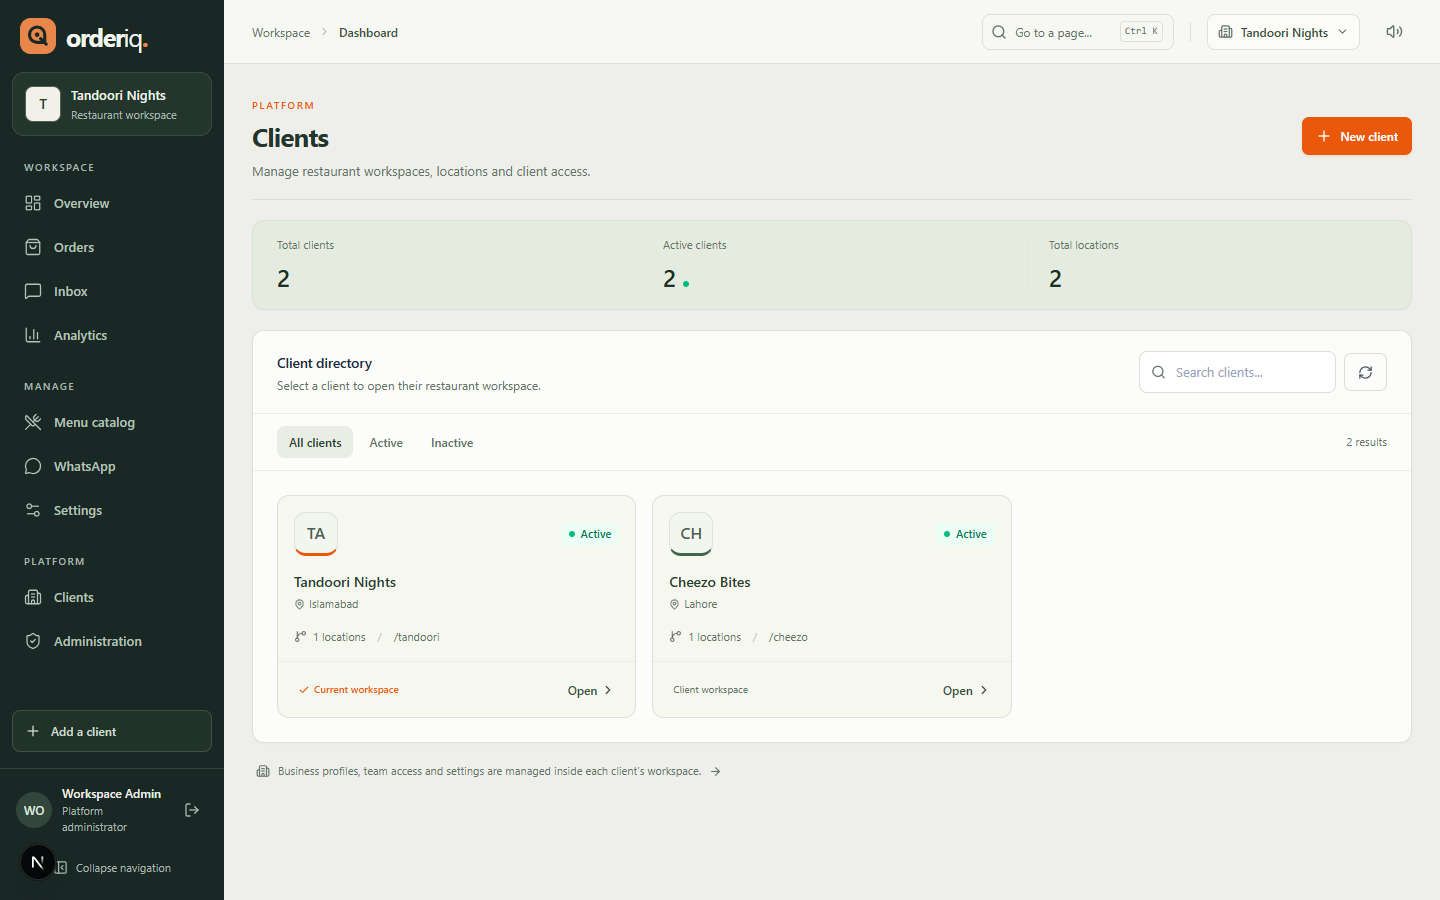 orderiq.
T
Tandoori Nights
Restaurant workspace
WORKSPACE
Overview
Orders
Inbox
Analytics
MANAGE
Menu catalog
WhatsApp
Settings
PLATFORM
Clients
Administration
Add a client
WO
Workspace Admin
Platform
administrator
N
Collapse navigation
Workspace > Dashboard
Go to a page... Ctrl K
Tandoori Nights
PLATFORM
Clients
Manage restaurant workspaces, locations and client access.
New client
Total clients
2
Active clients
2
Total locations
2
Client directory
Select a client to open their restaurant workspace.
Search clients...
All clients Active Inactive
2 results
TA
Active
Tandoori Nights
Islamabad
1 locations / /tandoori
Current workspace
Open
CH
Active
Cheezo Bites
Lahore
1 locations / /cheezo
Client workspace
Open
Business profiles, team access and settings are managed inside each client's workspace.